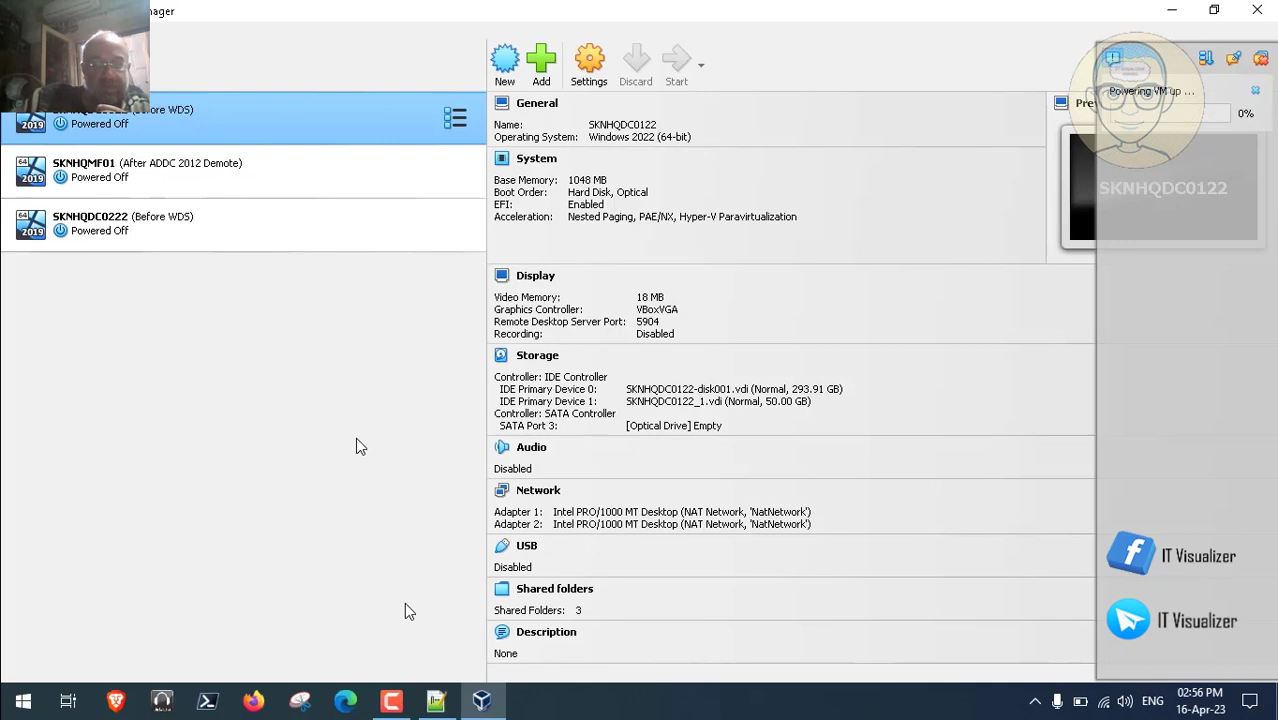 nager
New
Add
Settings
Discard
Start
(Before WDS)
Powered Off
64
2019
SKNHQMF01 (After ADDC 2012 Demote)
Powered Off
64
2019
SKNHQDC0222 (Before WDS)
Powered Off
64
2019
General
Name: SKNHQDC0122
Operating System: Windows 2022 (64-bit)
System
Base Memory: 1048 MB
Boot Order: Hard Disk, Optical
EFI: Enabled
Acceleration: Nested Paging, PAE/NX, Hyper-V Paravirtualization
Display
Video Memory: 18 MB
Graphics Controller: VBoxVGA
Remote Desktop Server Port: 5904
Recording: Disabled
Storage
Controller: IDE Controller
IDE Primary Device 0: SKNHQDC0122-disk001.vdi (Normal, 293.91 GB)
IDE Primary Device 1: SKNHQDC0122_1.vdi (Normal, 50.00 GB)
Controller: SATA Controller
SATA Port 3: [Optical Drive] Empty
Audio
Disabled
Network
Adapter 1: Intel PRO/1000 MT Desktop (NAT Network, 'NatNetwork')
Adapter 2: Intel PRO/1000 MT Desktop (NAT Network, 'NatNetwork')
USB
Disabled
Shared folders
Shared Folders: 3
Description
None
Powering VM up ...
0%
SKNHQDC0122
IT Visualizer
IT Visualizer
ENG
02:56 PM
16-Apr-23